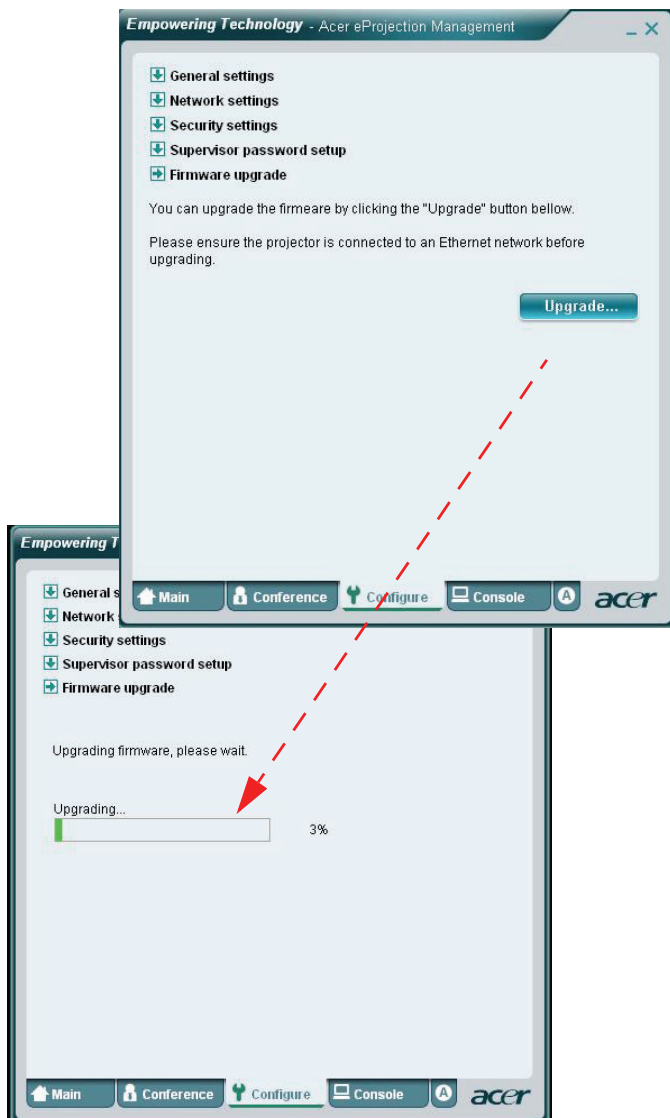 Empowering Technology - Acer eProjection Management
General settings
Network settings
Security settings
Supervisor password setup
Firmware upgrade
You can upgrade the firmeare by clicking the "Upgrade" button bellow.
Please ensure the projector is connected to an Ethernet network before
upgrading.
Upgrade...
Main Conference Configure Console A acer
Empowering T
General s
Network
Security settings
Supervisor password setup
Firmware upgrade
Upgrading firmware, please wait.
Upgrading...
3%
Main Conference Configure Console A acer